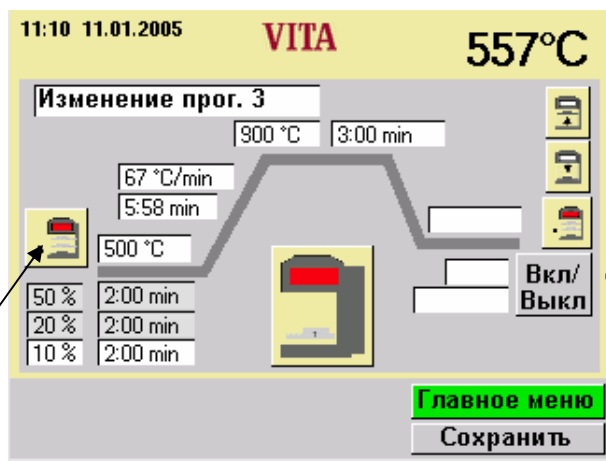 11:10 11.01.2005 VITA 557°C
Изменение прог. 3
900 °C 3:00 min
67 °C/min
5:58 min
500 °C
50 % 2:00 min
20 % 2:00 min
10 % 2:00 min
1
Вкл/
Выкл
Главное меню
Сохранить